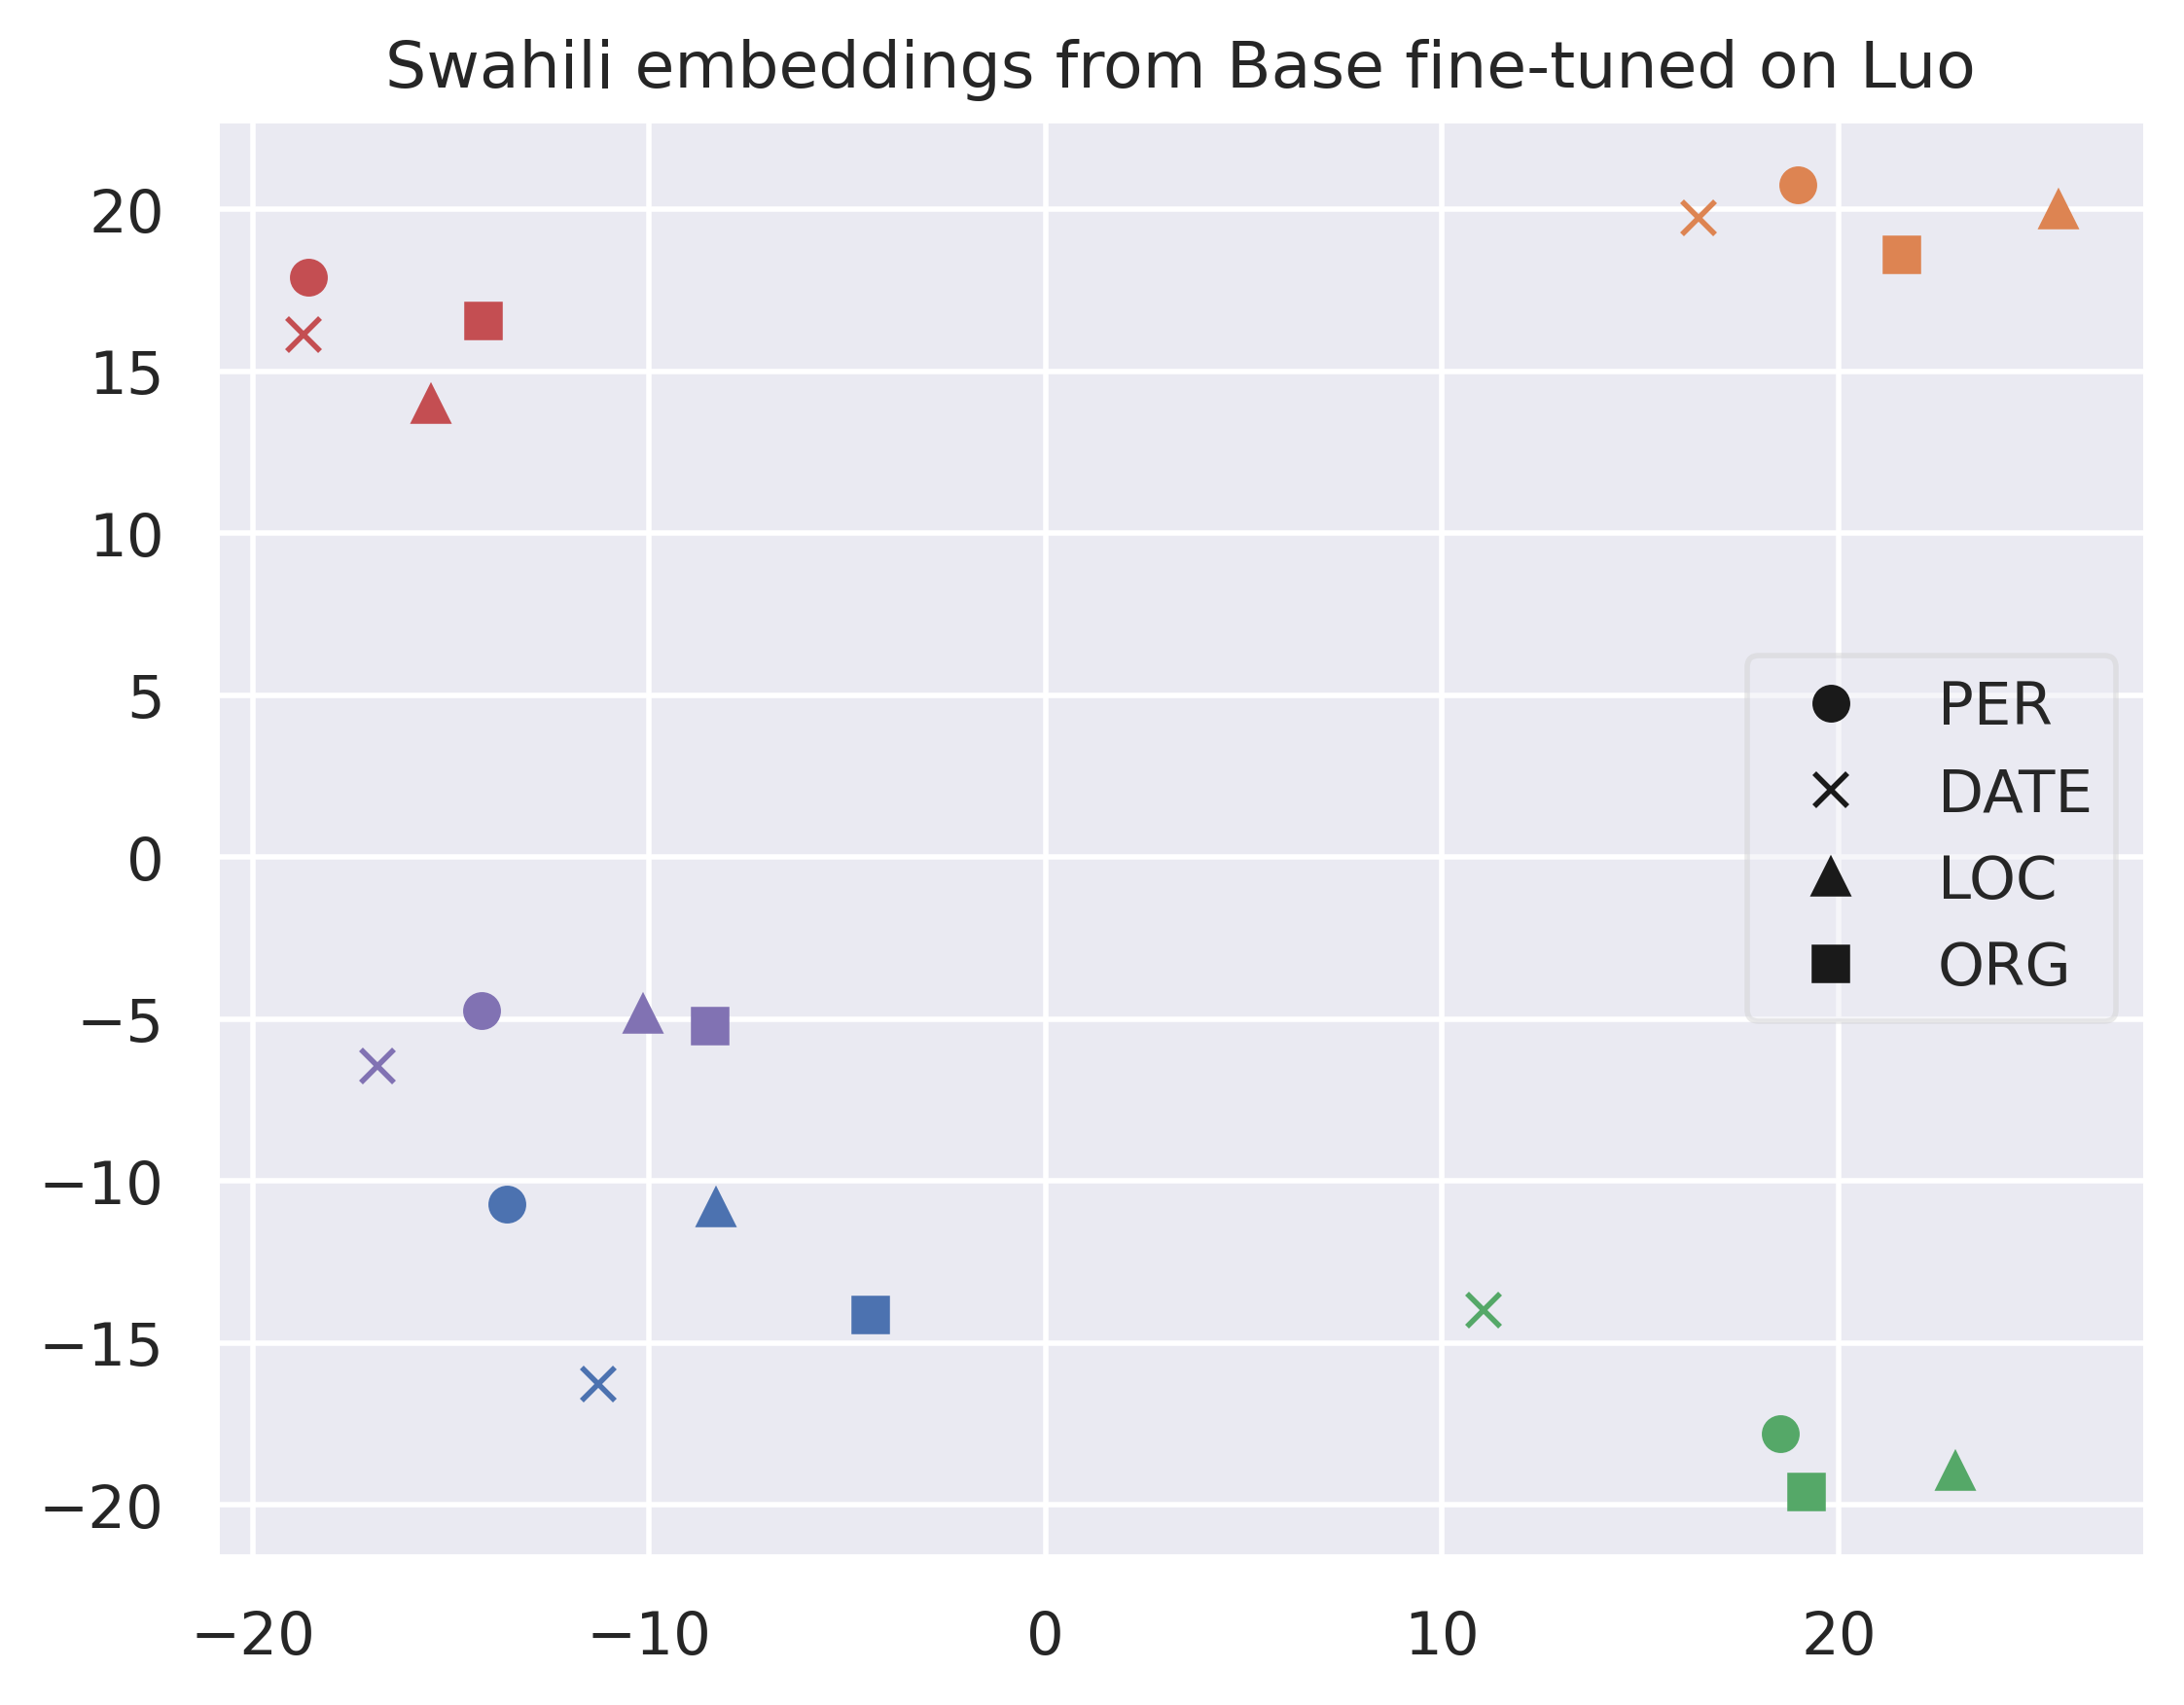 Swahili embeddings from Base fine-tuned on Luo
20
15
10
5
0
−5
−10
−15
−20
PER
DATE
LOC
ORG
−20 −10 0 10 20